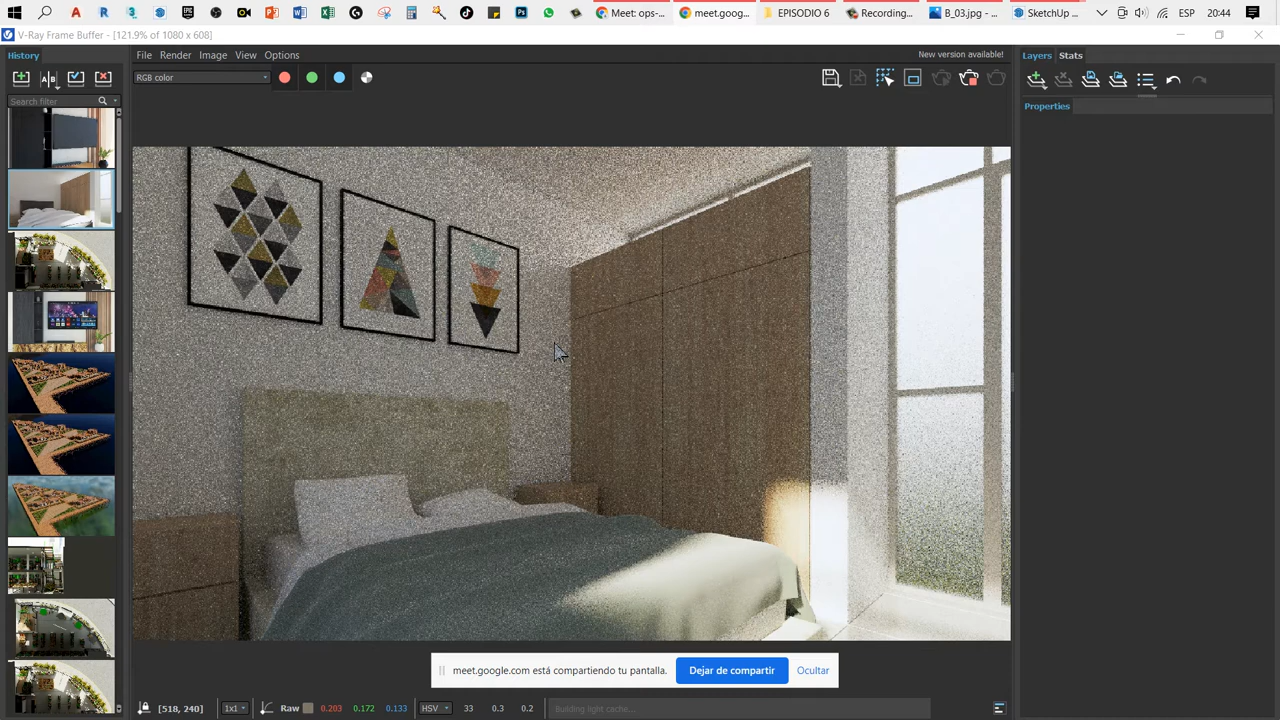 Meet: ops-
meet.goog...
EPISODIO 6
Recording...
B_03.jpg - ...
SketchUp ...
ESP
20:44
V-Ray Frame Buffer - [121.9% of 1080 x 608]
History
File
Render
Image
View
Options
New version available!
Layers
Stats
RGB color
Search filter
Properties
meet.google.com está compartiendo tu pantalla.
Dejar de compartir
Ocultar
[518, 240]
1x1
Raw
0.203
0.172
0.133
HSV
33
0.3
0.2
Building light cache...